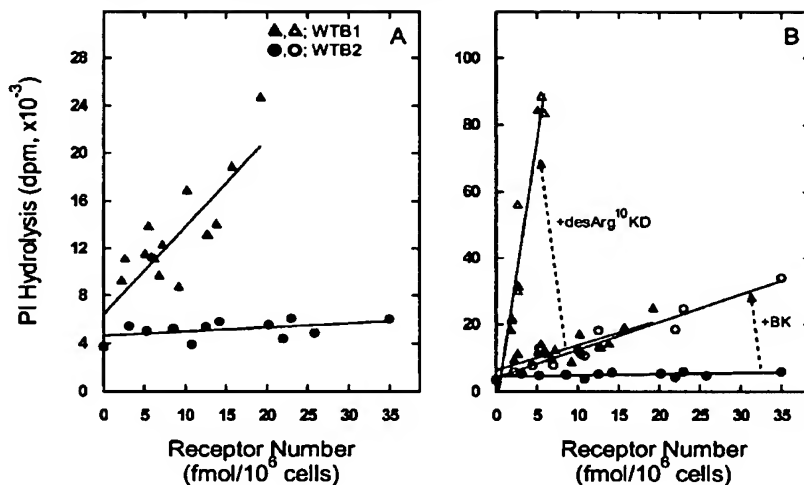 A
▲,△; WTB1
●,○; WTB2
PI Hydrolysis (dpm, x10⁻³)
28
24
20
16
12
8
4
0
0 5 10 15 20 25 30 35
Receptor Number
(fmol/10⁶ cells)
B
100
80
60
40
20
0
+desArg¹⁰KD
+BK
0 5 10 15 20 25 30 35
Receptor Number
(fmol/10⁶ cells)